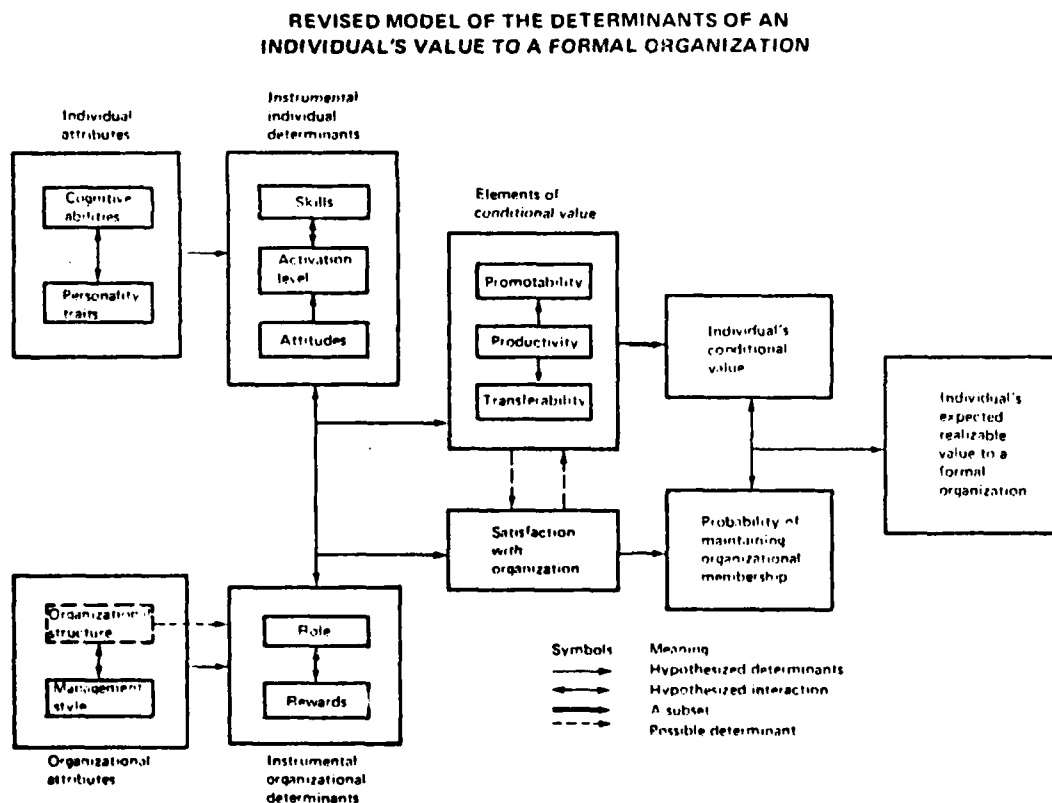 REVISED MODEL OF THE DETERMINANTS OF AN
INDIVIDUAL'S VALUE TO A FORMAL ORGANIZATION
Individual
attributes
Cognitive
abilities
Personality
traits
Instrumental
individual
determinants
Skills
Activation
level
Attitudes
Elements of
conditional value
Promotability
Productivity
Transferability
Individual's
conditional
value
Individual's
expected
realizable
value to a
formal
organization
Satisfaction
with
organization
Probability of
maintaining
organizational
membership
Organizational
structure
Management
style
Organizational
attributes
Role
Rewards
Instrumental
organizational
determinants
Symbols Meaning
Hypothesized determinants
Hypothesized interaction
A subset
Possible determinant